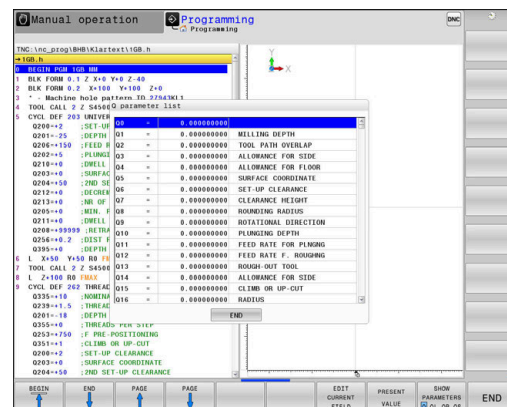 Manual operation
Programming
Programming
DNC
TNC:\nc_prog\BHB\Klartext\1GB.h
→1GB.h
0 BEGIN PGM 1GB MM
1 BLK FORM 0.1 Z X+0 Y+0 Z-40
2 BLK FORM 0.2 X+100 Y+100 Z+0
3 * - Machine hole pattern ID 27943KL1
4 TOOL CALL 2 Z S4500
5 CYCL DEF 203 UNIVER
Q200=+2 ;SET-UP
Q201=-25 ;DEPTH
Q206=+150 ;FEED R
Q202=+5 ;PLUNGI
Q210=+0 ;DWELL
Q203=+0 ;SURFAC
Q204=+50 ;2ND SE
Q212=+0 ;DECREM
Q213=+0 ;NR OF
Q205=+0 ;MIN. P
Q211=+0 ;DWELL
Q208=+99999 ;RETRA
Q256=+0.2 ;DIST F
Q395=+0 ;DEPTH
6 L X+50 Y+50 R0 FM
7 TOOL CALL 2 Z S4500
8 L Z+100 R0 FMAX
9 CYCL DEF 262 THREAD
Q335=+10 ;NOMINA
Q239=+1.5 ;THREAD
Q201=-18 ;DEPTH
Q355=+0 ;THREADS PER STEP
Q253=+750 ;F PRE-POSITIONING
Q351=+1 ;CLIMB OR UP-CUT
Q200=+2 ;SET-UP CLEARANCE
Q203=+0 ;SURFACE COORDINATE
Q204=+50 ;2ND SET-UP CLEARANCE
Q parameter list
Q0 = 0.000000000
Q1 = 0.000000000 MILLING DEPTH
Q2 = 0.000000000 TOOL PATH OVERLAP
Q3 = 0.000000000 ALLOWANCE FOR SIDE
Q4 = 0.000000000 ALLOWANCE FOR FLOOR
Q5 = 0.000000000 SURFACE COORDINATE
Q6 = 0.000000000 SET-UP CLEARANCE
Q7 = 0.000000000 CLEARANCE HEIGHT
Q8 = 0.000000000 ROUNDING RADIUS
Q9 = 0.000000000 ROTATIONAL DIRECTION
Q10 = 0.000000000 PLUNGING DEPTH
Q11 = 0.000000000 FEED RATE FOR PLNGNG
Q12 = 0.000000000 FEED RATE F. ROUGHNG
Q13 = 0.000000000 ROUGH-OUT TOOL
Q14 = 0.000000000 ALLOWANCE FOR SIDE
Q15 = 0.000000000 CLIMB OR UP-CUT
Q16 = 0.000000000 RADIUS
END
Y
X
BEGIN
END
PAGE
PAGE
EDIT
CURRENT
FIELD
PRESENT
VALUE
SHOW
PARAMETERS
END